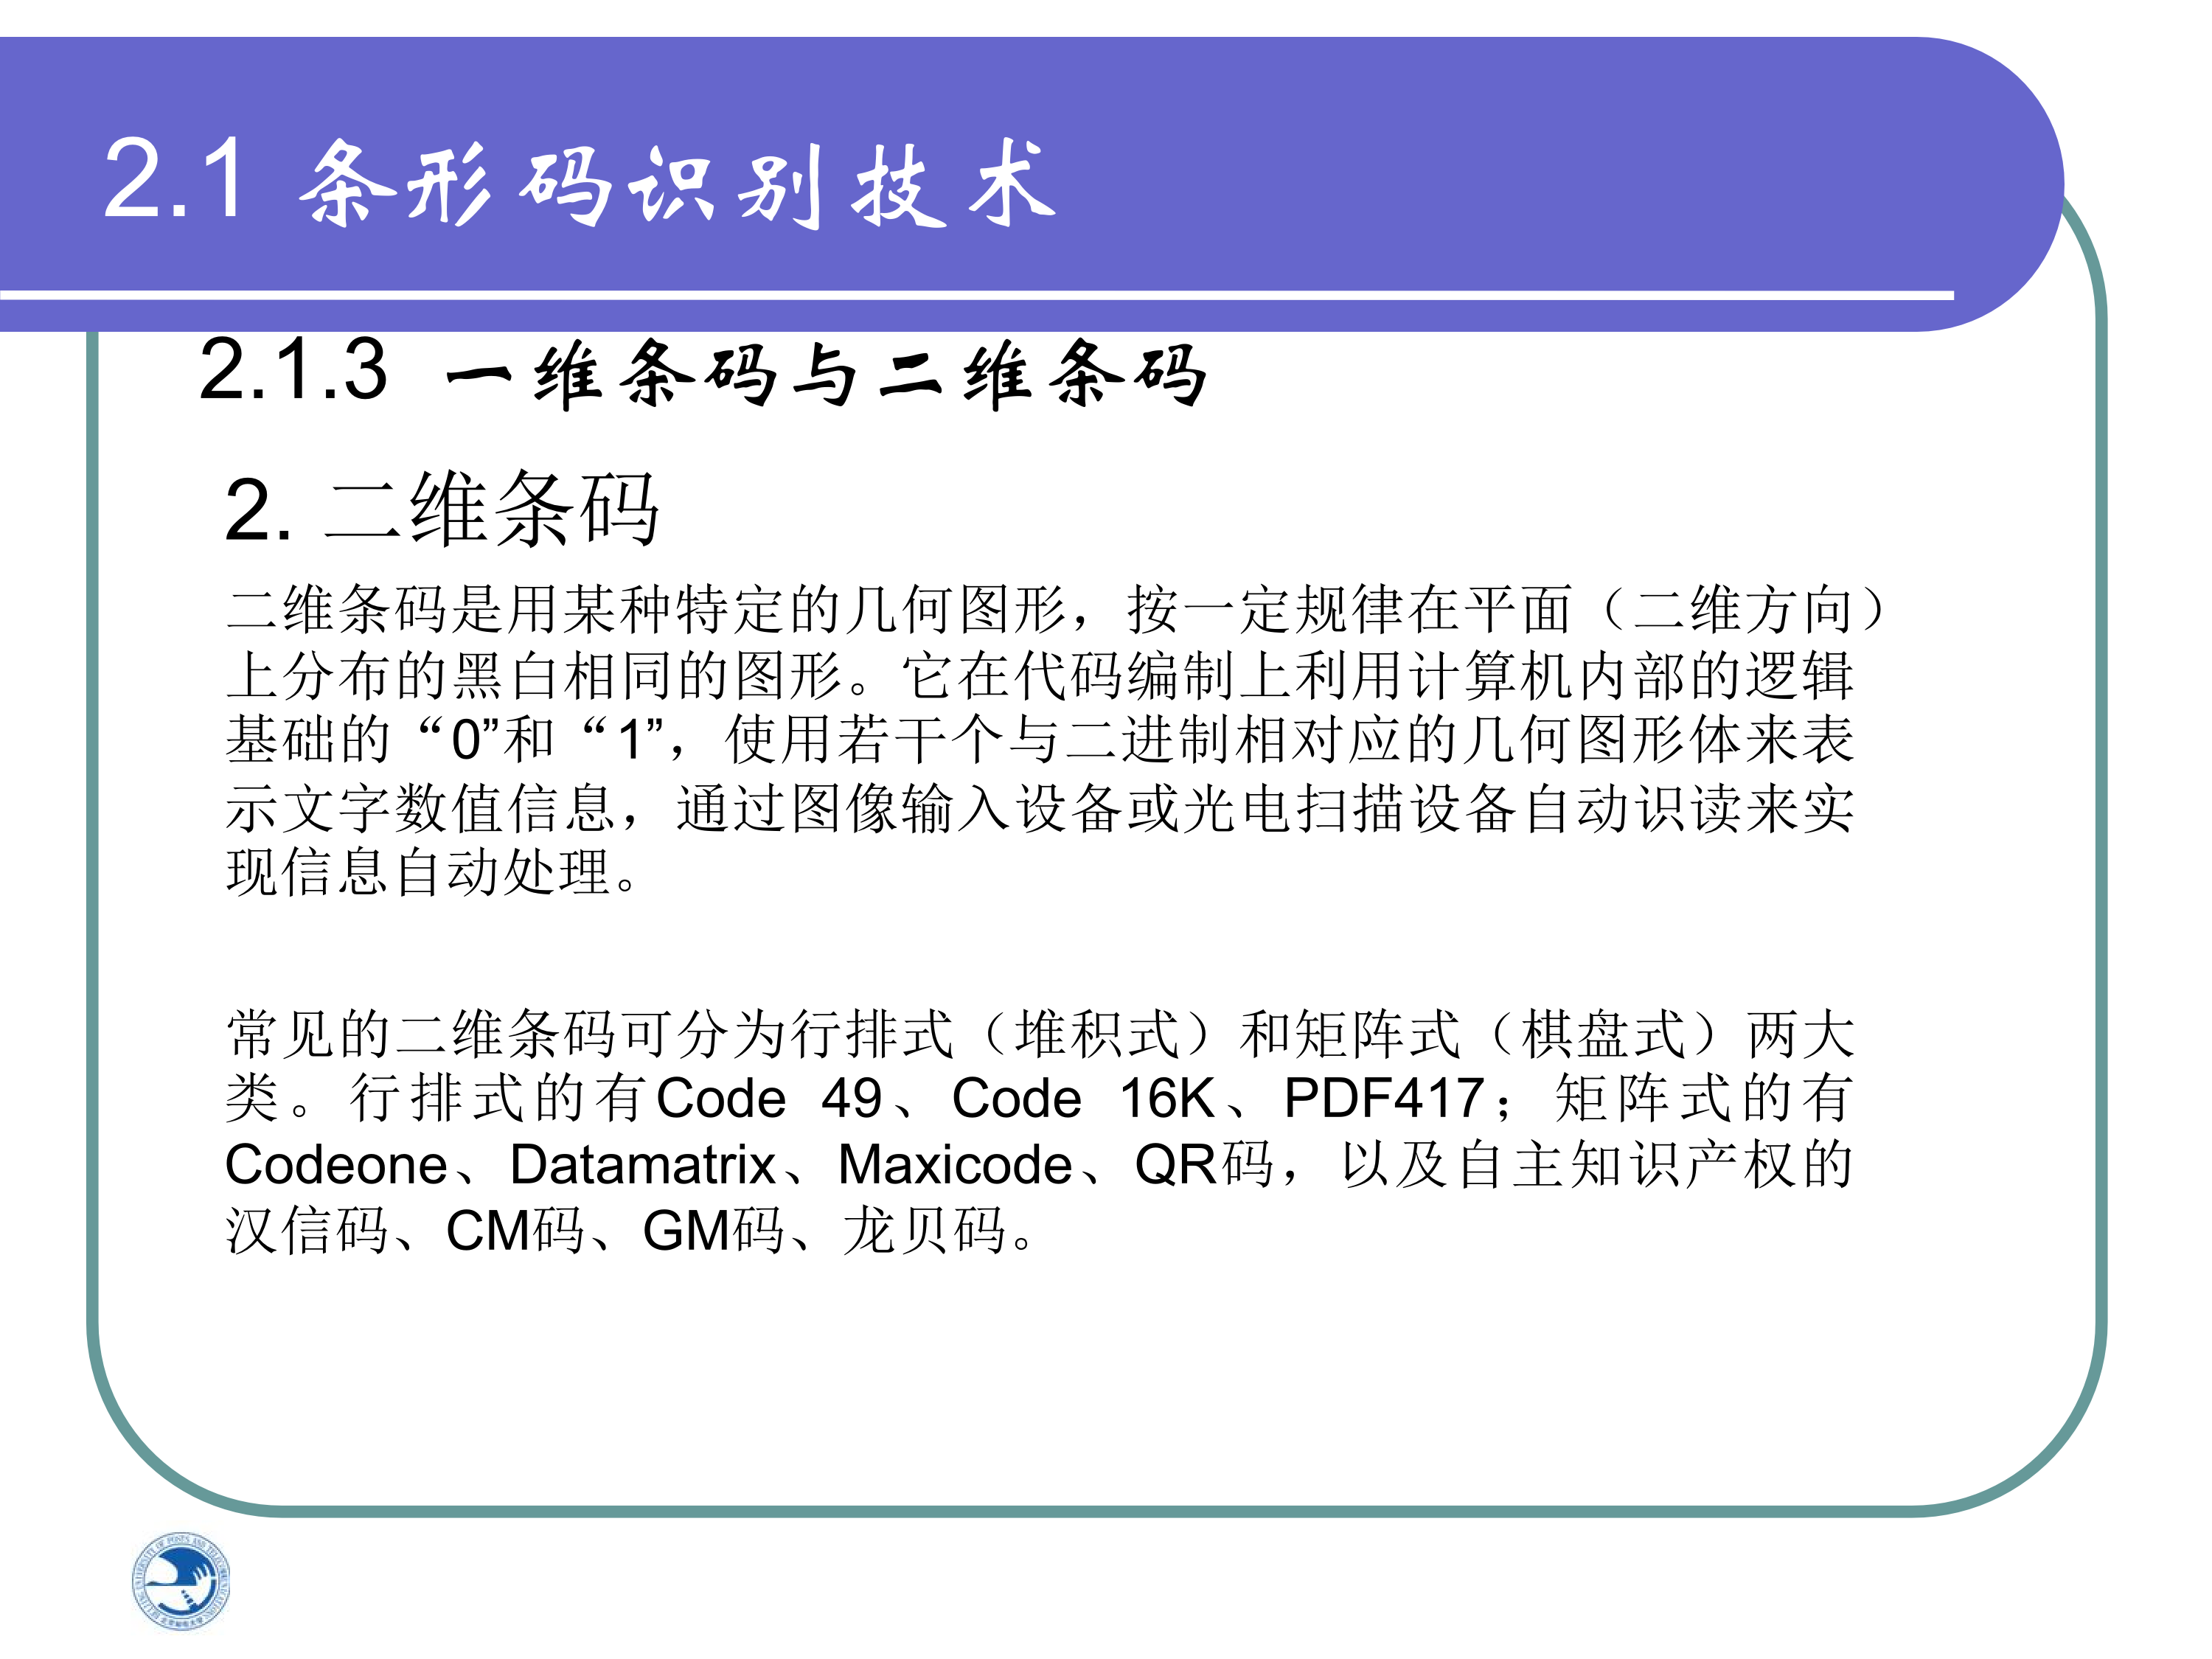 2.1 条形码识别技术
2.1.3 一维条码与二维条码
2. 二维条码
二维条码是用某种特定的几何图形，按一定规律在平面（二维方向）
上分布的黑白相同的图形。它在代码编制上利用计算机内部的逻辑
基础的“0”和“1”，使用若干个与二进制相对应的几何图形体来表
示文字数值信息，通过图像输入设备或光电扫描设备自动识读来实
现信息自动处理。
常见的二维条码可分为行排式（堆积式）和矩阵式（棋盘式）两大
类。行排式的有Code 49、Code 16K、PDF417；矩阵式的有
Codeone、Datamatrix、Maxicode、QR码，以及自主知识产权的
汉信码、CM码、GM码、龙贝码。